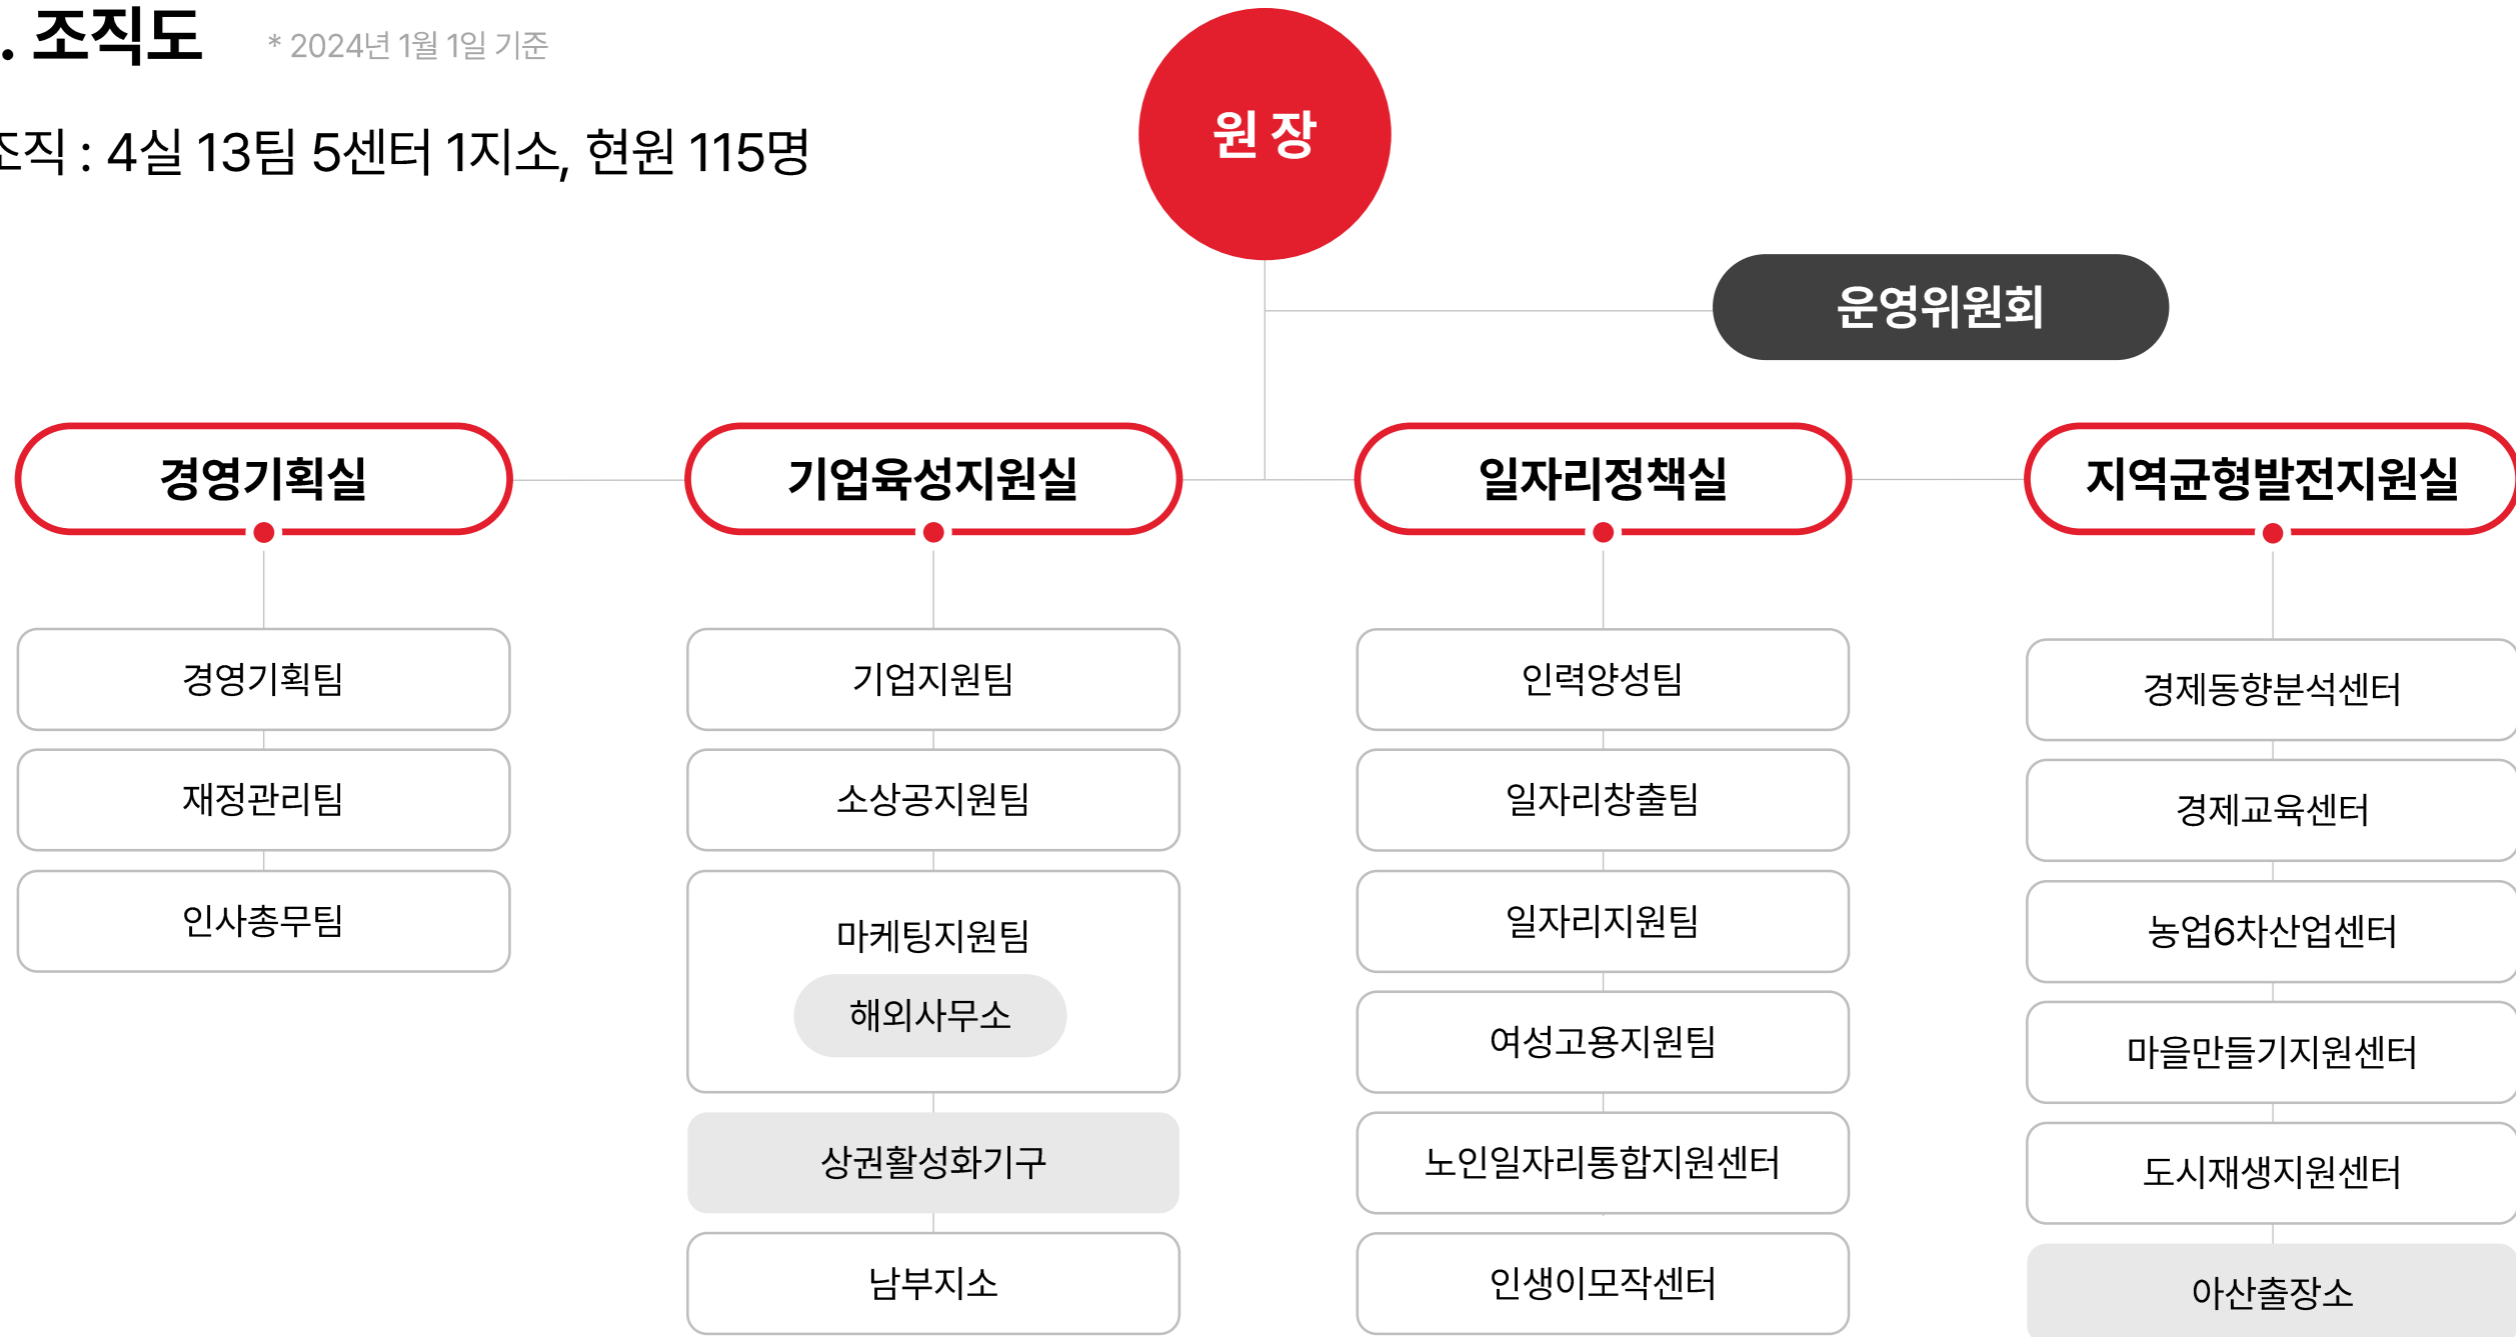 . 조직도 * 2024년 1월 1일 기준
조직 : 4실 13팀 5센터 1지소, 현원 115명
원 장
운영위원회
경영기획실
경영기획팀
재정관리팀
인사총무팀
기업육성지원실
기업지원팀
소상공지원팀
마케팅지원팀
해외사무소
상권활성화기구
남부지소
일자리정책실
인력양성팀
일자리창출팀
일자리지원팀
여성고용지원팀
노인일자리통합지원센터
인생이모작센터
지역균형발전지원실
경제동향분석센터
경제교육센터
농업6차산업센터
마을만들기지원센터
도시재생지원센터
아산출장소